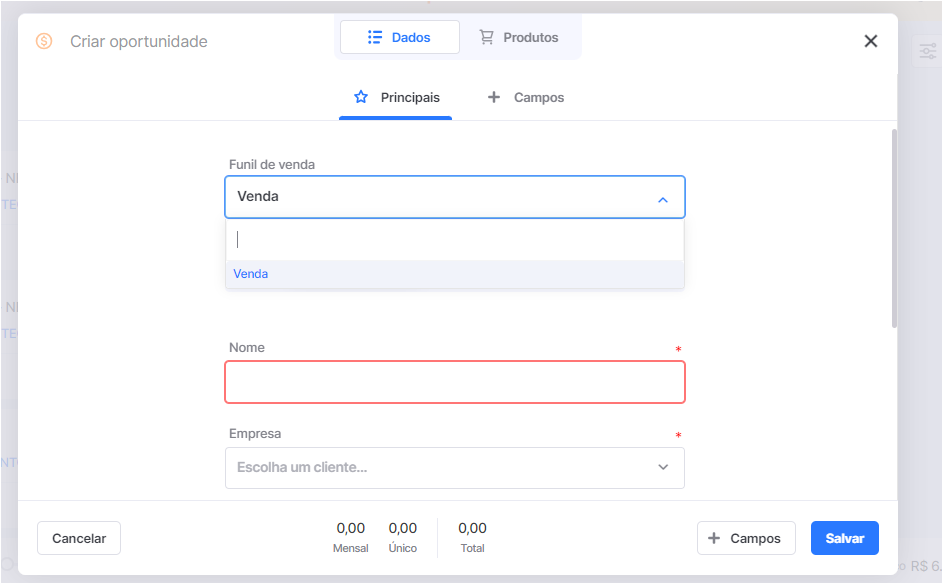 Criar oportunidade
Dados
Produtos
Principais
Campos
Funil de venda
Venda
Venda
Nome *
Empresa *
Escolha um cliente...
Cancelar
0,00 0,00 0,00
Mensal Único Total
Campos
Salvar
R$ 6.